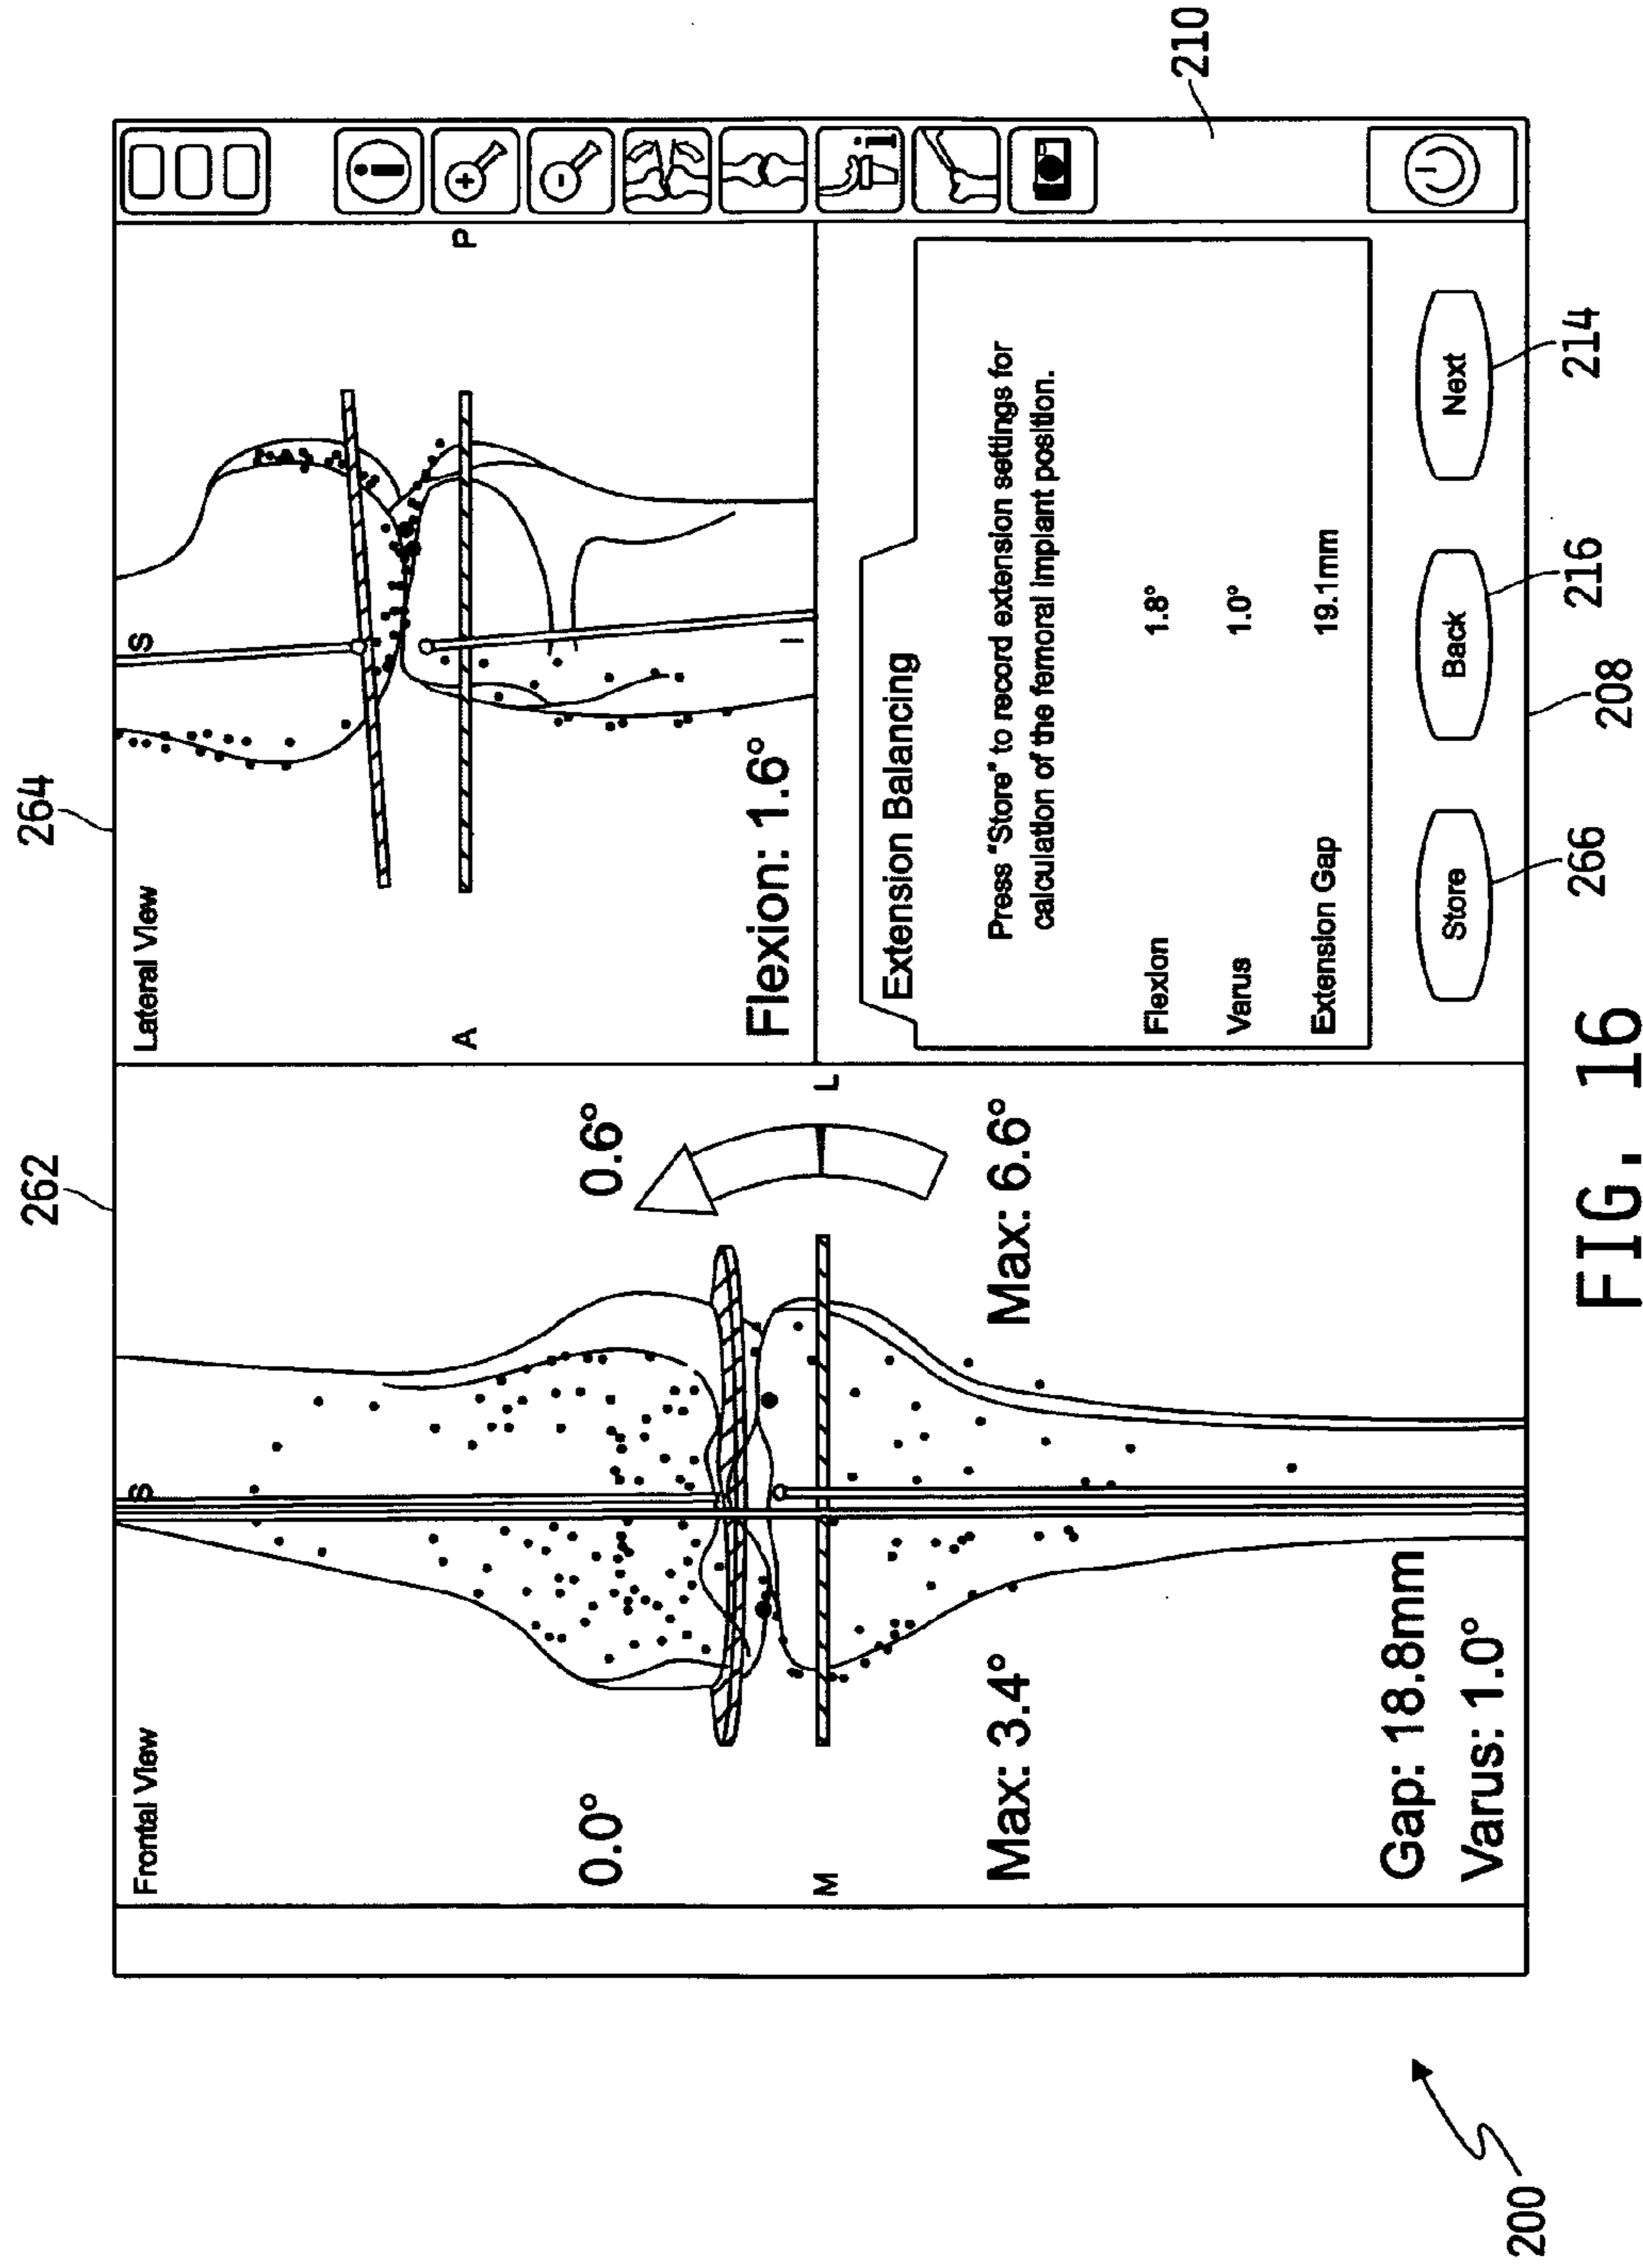 262
264
Frontal View
S
0.0°
0.6°
M
L
Max: 3.4°
Max: 6.6°
Gap: 18.8mm
Varus: 1.0°
Lateral View
S
A
P
Flexion: 1.6°
I
Extension Balancing
Press "Store" to record extension settings for
calculation of the femoral implant position.
Flexion 1.8°
Varus 1.0°
Extension Gap 19.1mm
Store
Back
Next
i
+
-
i
210
266
208
216
214
200
FIG. 16